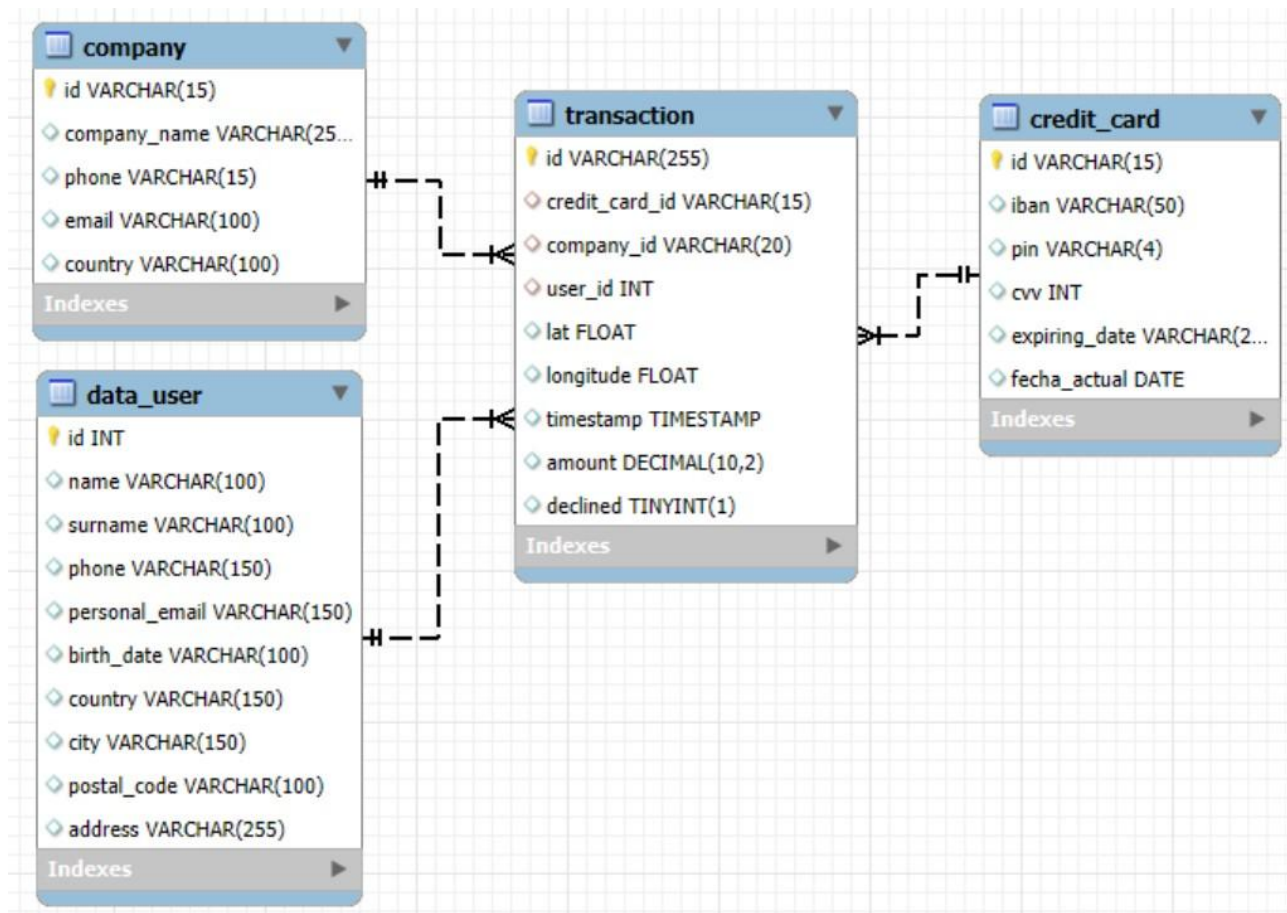 company
id VARCHAR(15)
company_name VARCHAR(25...
phone VARCHAR(15)
email VARCHAR(100)
country VARCHAR(100)
Indexes
data_user
id INT
name VARCHAR(100)
surname VARCHAR(100)
phone VARCHAR(150)
personal_email VARCHAR(150)
birth_date VARCHAR(100)
country VARCHAR(150)
city VARCHAR(150)
postal_code VARCHAR(100)
address VARCHAR(255)
Indexes
transaction
id VARCHAR(255)
credit_card_id VARCHAR(15)
company_id VARCHAR(20)
user_id INT
lat FLOAT
longitude FLOAT
timestamp TIMESTAMP
amount DECIMAL(10,2)
declined TINYINT(1)
Indexes
credit_card
id VARCHAR(15)
iban VARCHAR(50)
pin VARCHAR(4)
cvv INT
expiring_date VARCHAR(2...
fecha_actual DATE
Indexes